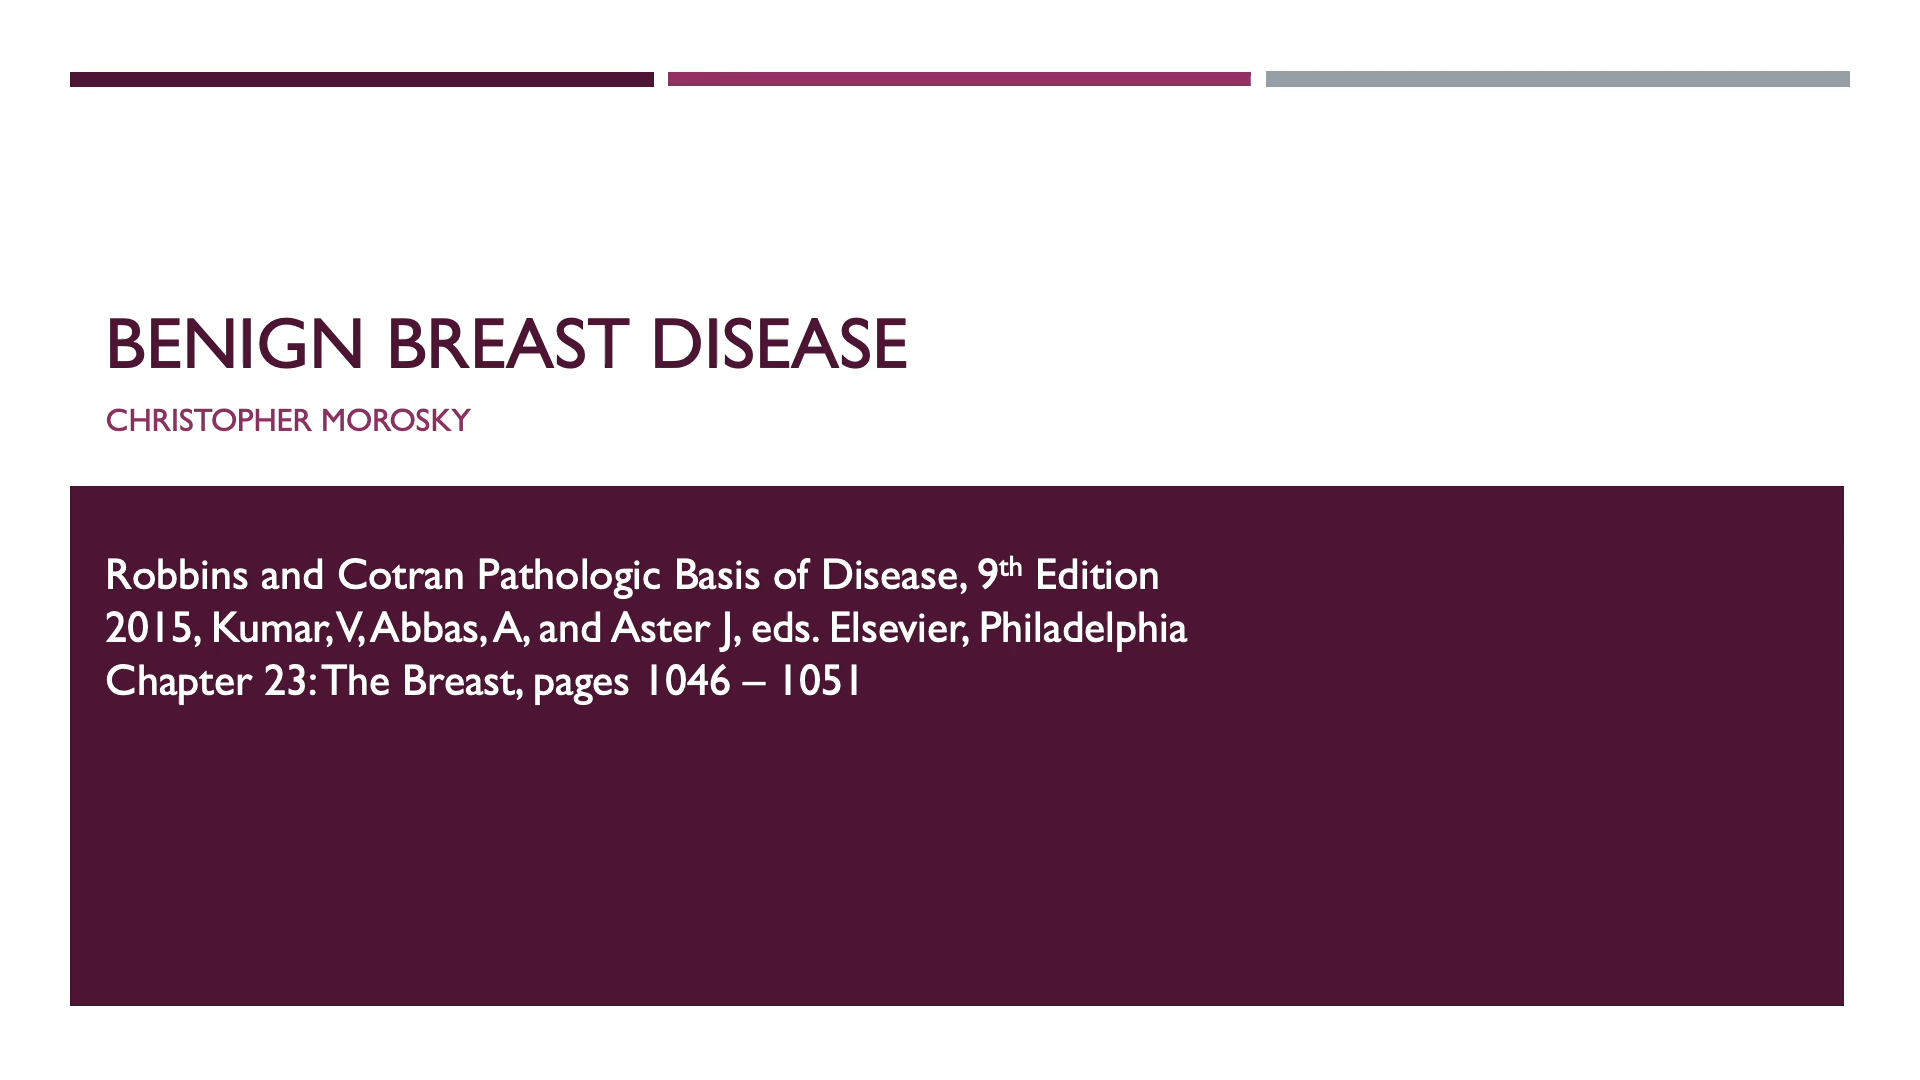 BENIGN BREAST DISEASE
CHRISTOPHER MOROSKY
Robbins and Cotran Pathologic Basis of Disease, 9th Edition
2015, Kumar, V, Abbas, A, and Aster J, eds. Elsevier, Philadelphia
Chapter 23: The Breast, pages 1046 – 1051